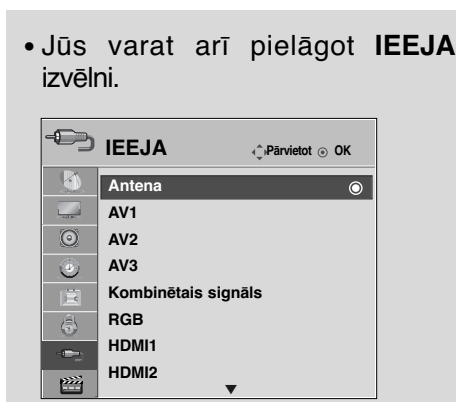 • Jūs varat arī pielāgot IEEJA
izvēlni.
IEEJA Pārvietot OK
Antena
AV1
AV2
AV3
Kombinētais signāls
RGB
HDMI1
HDMI2